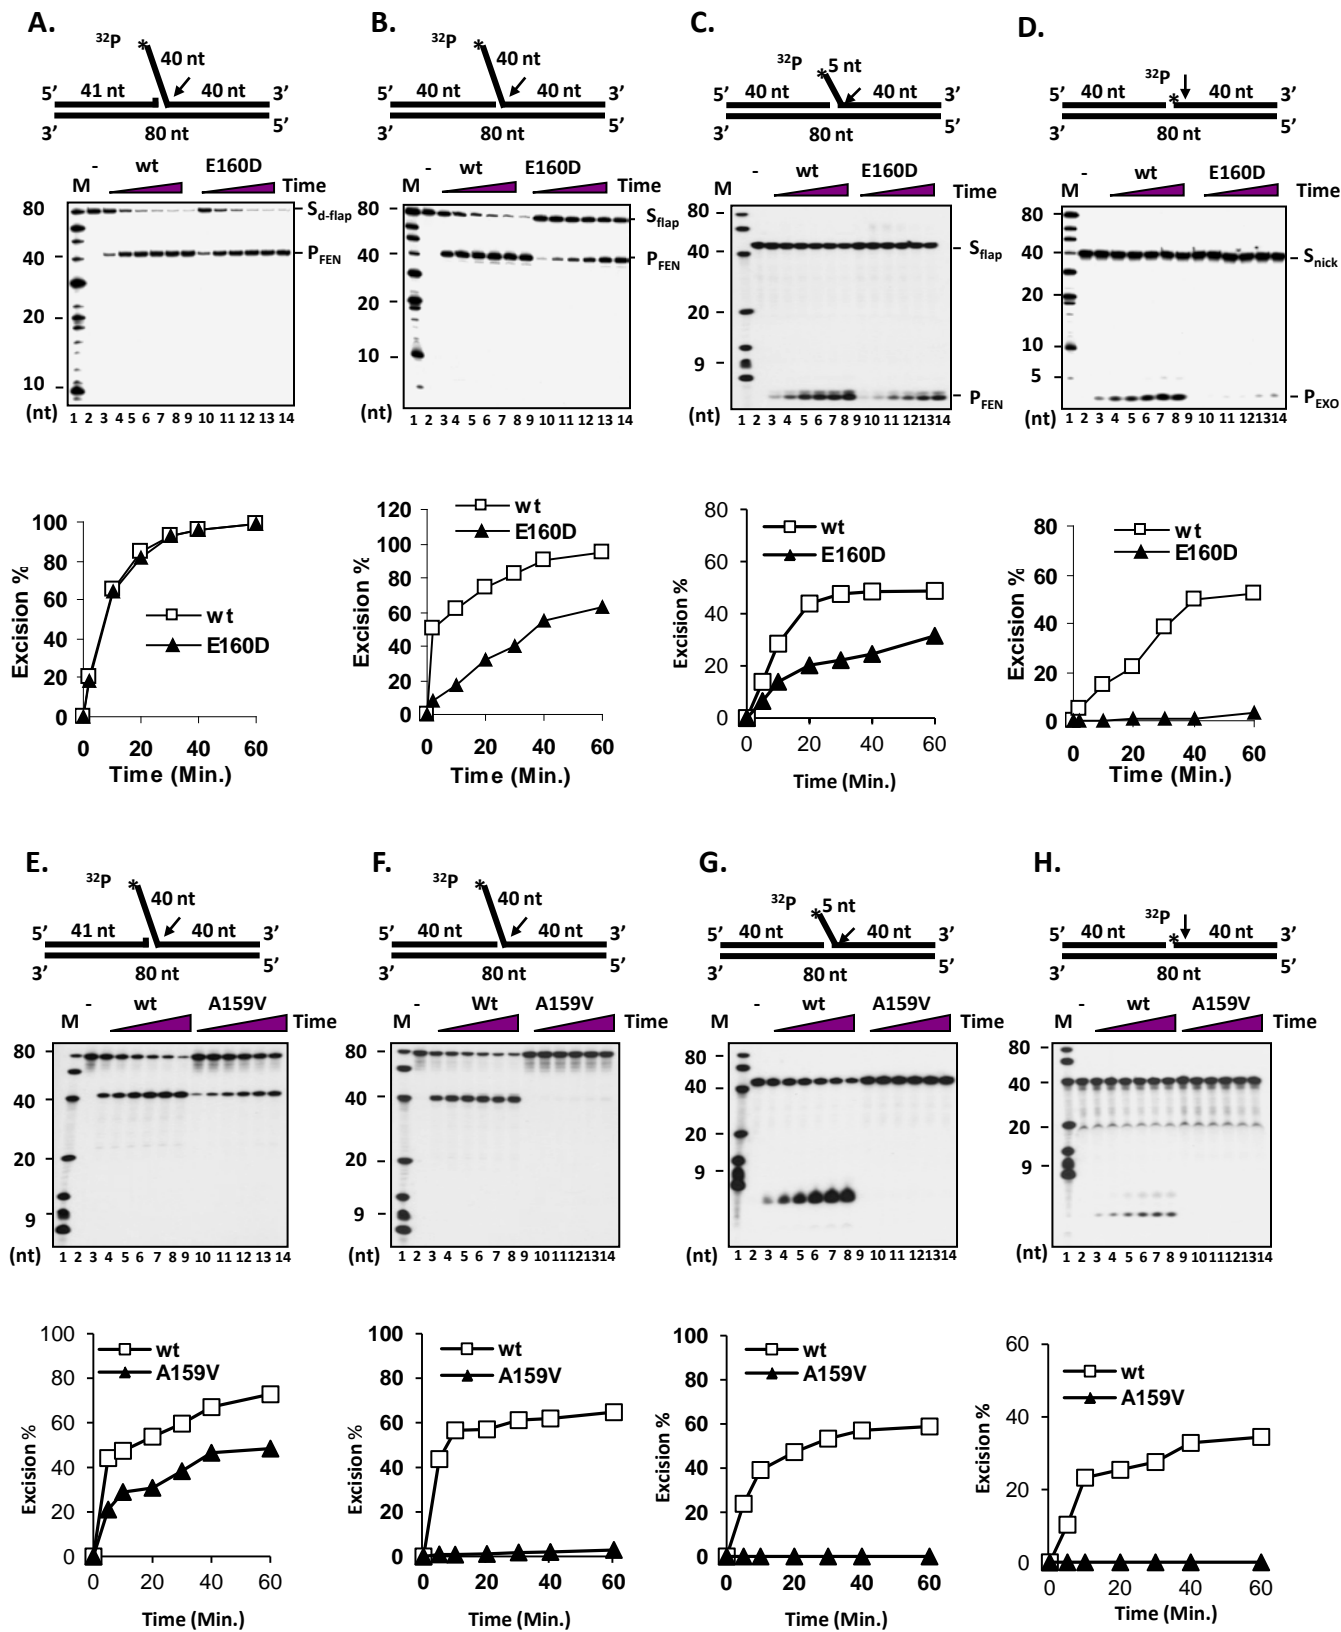 A.
32P
*
40 nt
5’ 41 nt 40 nt 3’
3’ 80 nt 5’
- wt E160D
M Time
80 Sd-flap
40 PFEN
20
10
(nt) 1 2 3 4 5 6 7 8 9 10 11 12 13 14
B.
32P
*
40 nt
5’ 40 nt 40 nt 3’
3’ 80 nt 5’
- wt E160D
M Time
80 Sflap
40 PFEN
20
10
(nt) 1 2 3 4 5 6 7 8 9 10 11 12 13 14
C.
32P
* 5 nt
5’ 40 nt 40 nt 3’
3’ 80 nt 5’
- wt E160D
M Time
80
40 Sflap
20
9
PFEN
(nt) 1 2 3 4 5 6 7 8 9 10 11 12 13 14
D.
32P
*
5’ 40 nt 40 nt 3’
3’ 80 nt 5’
- wt E160D
M Time
80
40 Snick
20
10
5
PEXO
(nt) 1 2 3 4 5 6 7 8 9 10 11 12 13 14
100
80
60
40
20
0
Excision %
wt
E160D
0 20 40 60
Time (Min.)
120
100
80
60
40
20
0
Excision %
wt
E160D
0 20 40 60
Time (Min.)
80
60
40
20
0
Excision %
wt
E160D
0 20 40 60
Time (Min.)
80
60
40
20
0
Excision %
wt
E160D
0 20 40 60
Time (Min.)
E.
32P
*
40 nt
5’ 41 nt 40 nt 3’
3’ 80 nt 5’
- wt A159V
M Time
80
40
20
9
(nt) 1 2 3 4 5 6 7 8 9 10 11 12 13 14
F.
32P
*
40 nt
5’ 40 nt 40 nt 3’
3’ 80 nt 5’
- Wt A159V
M Time
80
40
20
9
(nt) 1 2 3 4 5 6 7 8 9 10 11 12 13 14
G.
32P
* 5 nt
5’ 40 nt 40 nt 3’
3’ 80 nt 5’
- wt A159V
M Time
80
40
20
9
(nt) 1 2 3 4 5 6 7 8 9 10 11 12 13 14
H.
32P
*
5’ 40 nt 40 nt 3’
3’ 80 nt 5’
- wt A159V
M Time
80
40
20
9
(nt) 1 2 3 4 5 6 7 8 9 10 11 12 13 14
100
80
60
40
20
0
Excision %
wt
A159V
0 20 40 60
Time (Min.)
100
80
60
40
20
0
Excision %
wt
A159V
0 20 40 60
Time (Min.)
100
80
60
40
20
0
Excision %
wt
A159V
0 20 40 60
Time (Min.)
60
40
20
0
Excision %
wt
A159V
0 20 40 60
Time (Min.)